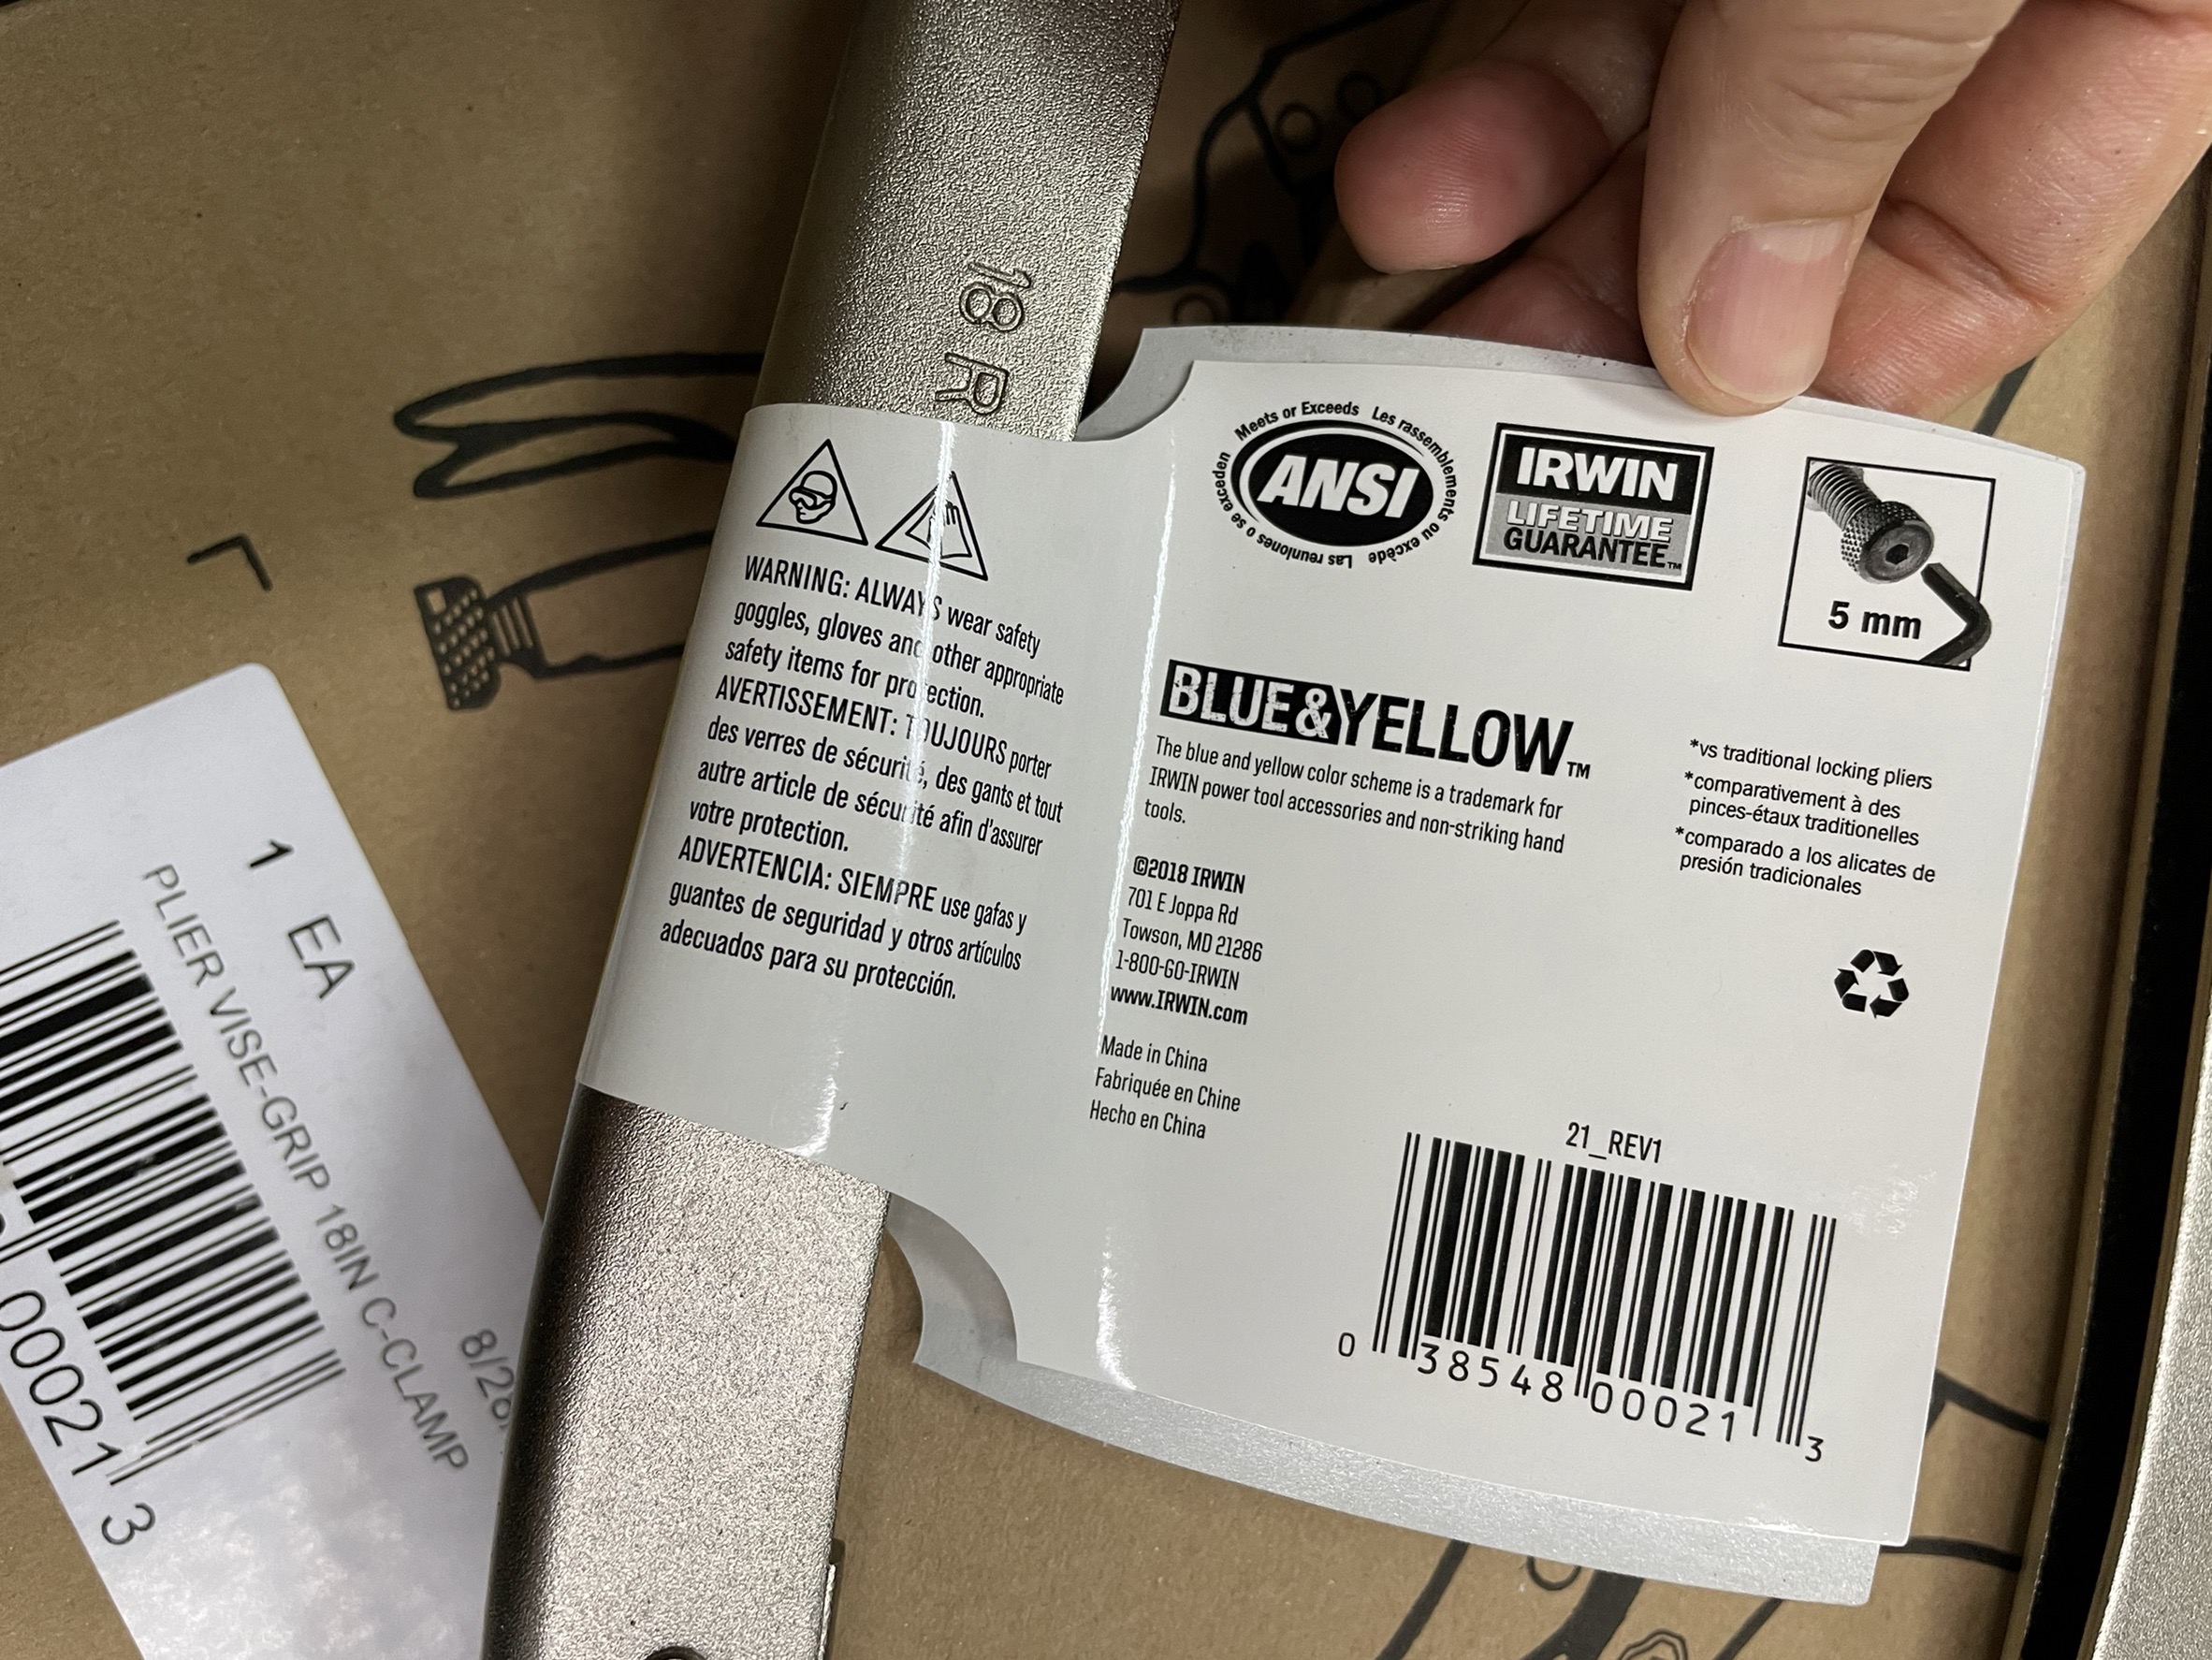 18 R
WARNING: ALWAYS wear safety
goggles, gloves and other appropriate
safety items for protection.
AVERTISSEMENT: TOUJOURS porter
des verres de sécurité, des gants et tout
autre article de sécurité afin d'assurer
votre protection.
ADVERTENCIA: SIEMPRE use gafas y
guantes de seguridad y otros artículos
adecuados para su protección.
Meets or Exceeds Les rassemblements ou excède Las reuniones o se exceden
ANSI
IRWIN
LIFETIME
GUARANTEE™
5 mm
BLUE&YELLOW™
The blue and yellow color scheme is a trademark for
IRWIN power tool accessories and non-striking hand
tools.
*vs traditional locking pliers
*comparativement à des
pinces-étaux traditionelles
*comparado a los alicates de
presión tradicionales
©2018 IRWIN
701 E Joppa Rd
Towson, MD 21286
1-800-GO-IRWIN
www.IRWIN.com
Made in China
Fabriquée en Chine
Hecho en China
21_REV1
0 38548 00021 3
1 EA
PLIER VISE-GRIP 18IN C-CLAMP
8/28
00021 3